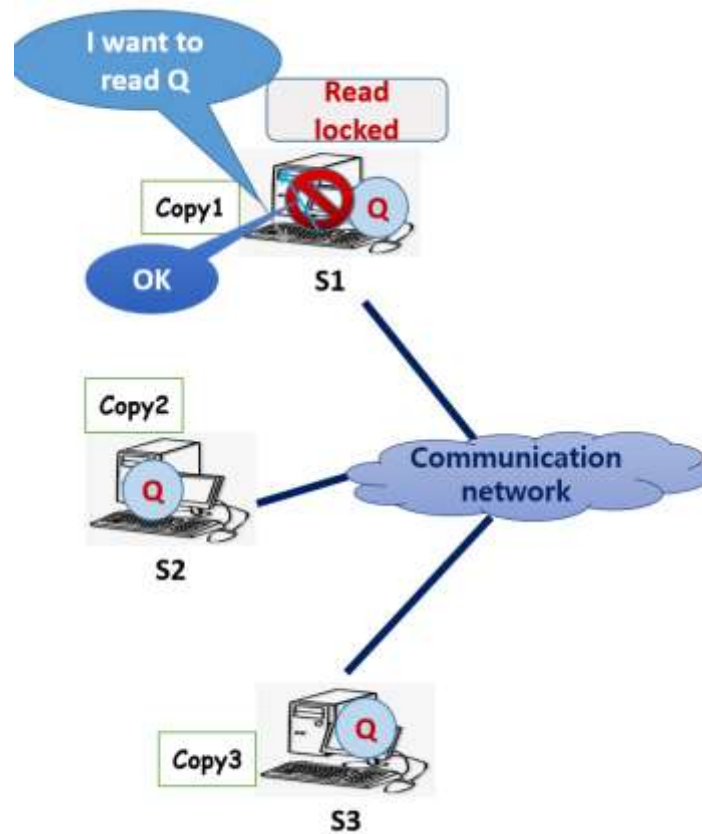 I want to
read Q
Read
locked
Copy1
Q
OK
S1
Copy2
Q
Communication
network
S2
Q
Copy3
S3